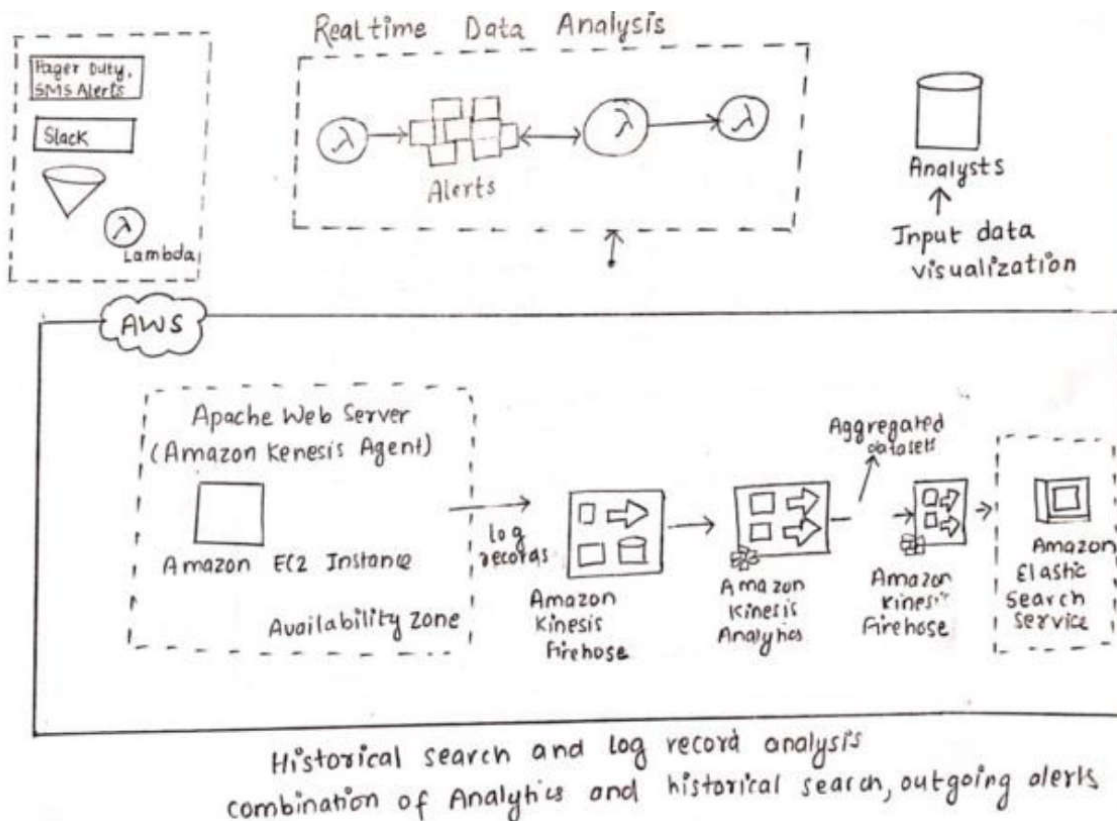 Realtime Data Analysis
Pager Duty,
SMS Alerts
Slack
λ
Lambda
λ
Alerts
λ
λ
Analysts
Input data
visualization
AWS
Apache Web Server
(Amazon Kenesis Agent)
Amazon EC2 Instance
Availability Zone
log
records
Amazon
Kinesis
Firehose
Amazon
Kinesis
Analytics
Aggregated
datasets
Amazon
Kinesis
Firehose
Amazon
Elastic
Search
Service
Historical search and log record analysis
combination of Analytics and historical search, outgoing alerts